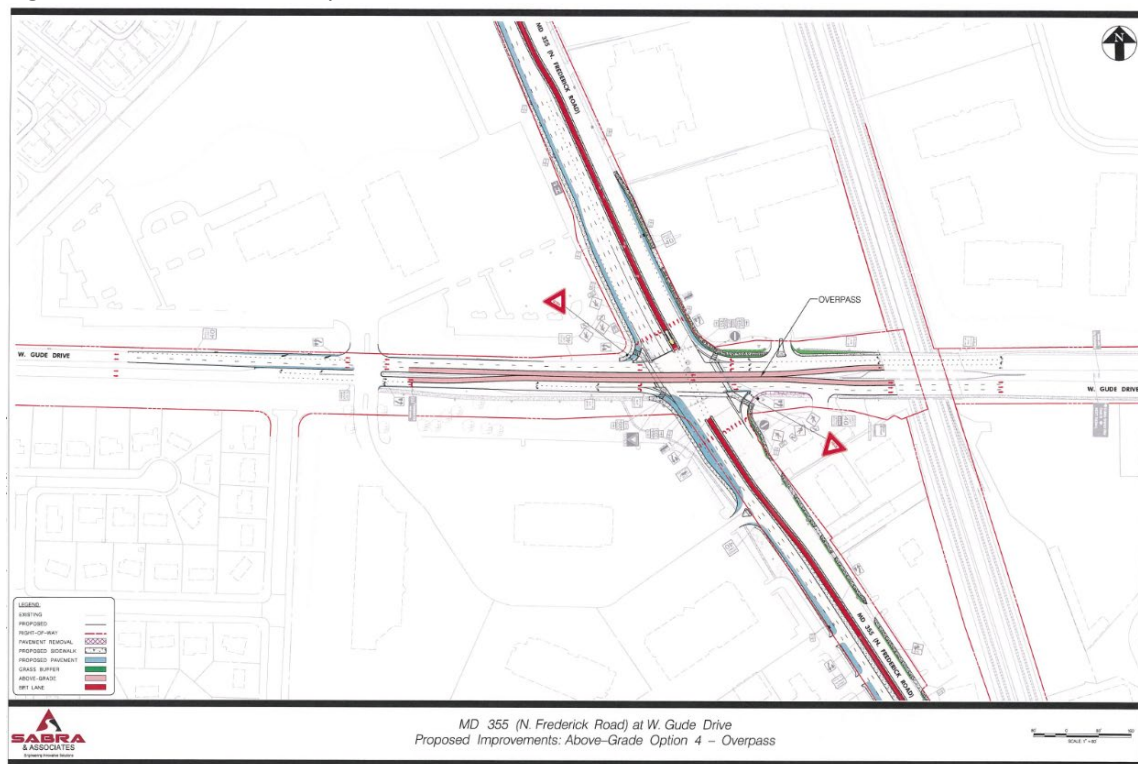 MD 355 (N. FREDERICK ROAD)
N
OVERPASS
W. GUDE DRIVE
W. GUDE DRIVE
MD 355 (N. FREDERICK ROAD)
LEGEND
EXISTING
PROPOSED
RIGHT-OF-WAY
PAVEMENT REMOVAL
PROPOSED SIDEWALK
PROPOSED PAVEMENT
GRASS BUFFER
ABOVE-GRADE
BRT LANE
SABRA
& ASSOCIATES
MD 355 (N. Frederick Road) at W. Gude Drive
Proposed Improvements: Above-Grade Option 4 - Overpass